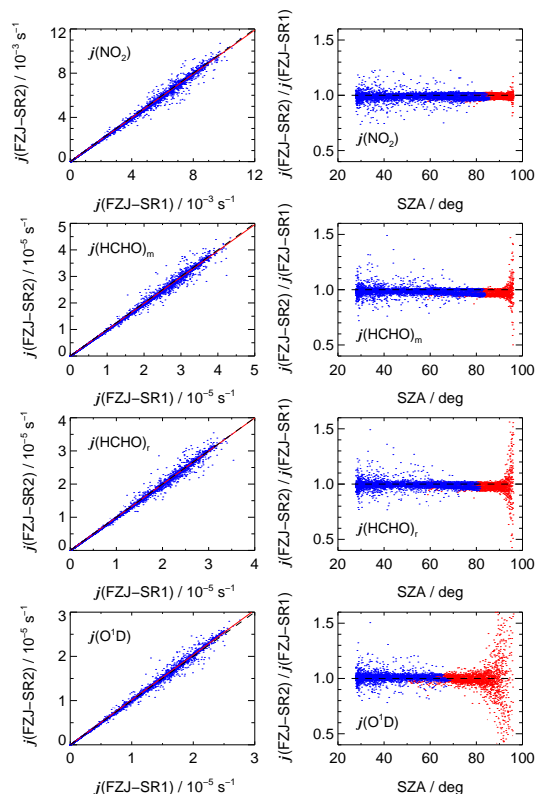 j(NO₂)
j(FZJ−SR2) / 10⁻³ s⁻¹
12
8
4
0
0 2 4 6 8 10 12
j(FZJ−SR1) / 10⁻³ s⁻¹
j(NO₂)
j(FZJ−SR2) / j(FZJ−SR1)
1.5
1.0
0.5
20 40 60 80 100
SZA / deg
j(HCHO)ₘ
j(FZJ−SR2) / 10⁻⁵ s⁻¹
5
4
3
2
1
0
0 1 2 3 4 5
j(FZJ−SR1) / 10⁻⁵ s⁻¹
j(HCHO)ₘ
j(FZJ−SR2) / j(FZJ−SR1)
1.5
1.0
0.5
20 40 60 80 100
SZA / deg
j(HCHO)ᵣ
j(FZJ−SR2) / 10⁻⁵ s⁻¹
4
3
2
1
0
0 1 2 3 4
j(FZJ−SR1) / 10⁻⁵ s⁻¹
j(HCHO)ᵣ
j(FZJ−SR2) / j(FZJ−SR1)
1.5
1.0
0.5
20 40 60 80 100
SZA / deg
j(O¹D)
j(FZJ−SR2) / 10⁻⁵ s⁻¹
3
2
1
0
0 1 2 3
j(FZJ−SR1) / 10⁻⁵ s⁻¹
j(O¹D)
j(FZJ−SR2) / j(FZJ−SR1)
1.5
1.0
0.5
20 40 60 80 100
SZA / deg